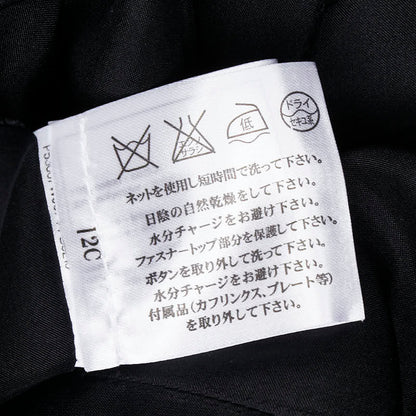 エンソ
サラシ
低
ドライ
セキユ系
ネットを使用し短時間で洗って下さい。
日陰の自然乾燥をして下さい。
水分チャージをお避け下さい。
ファスナートップ部分を保護して下さい。
ボタンを取り外して洗て下さい。
水分チャージをお避け下さい。
付属品(カフリンクス、プレート等)
を取り外して下さい。
12C